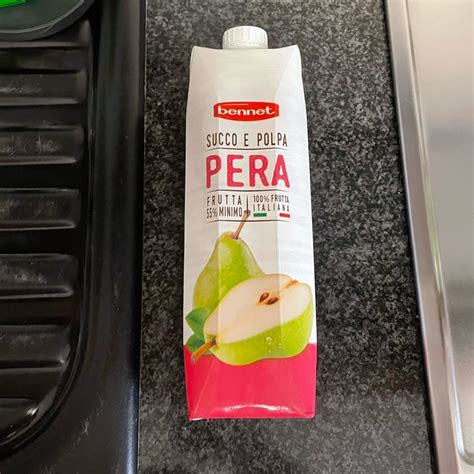 bennet
SUCCO E POLPA
PERA
FRUTTA
55% MINIMO
100% FRUTTA
ITALIANA